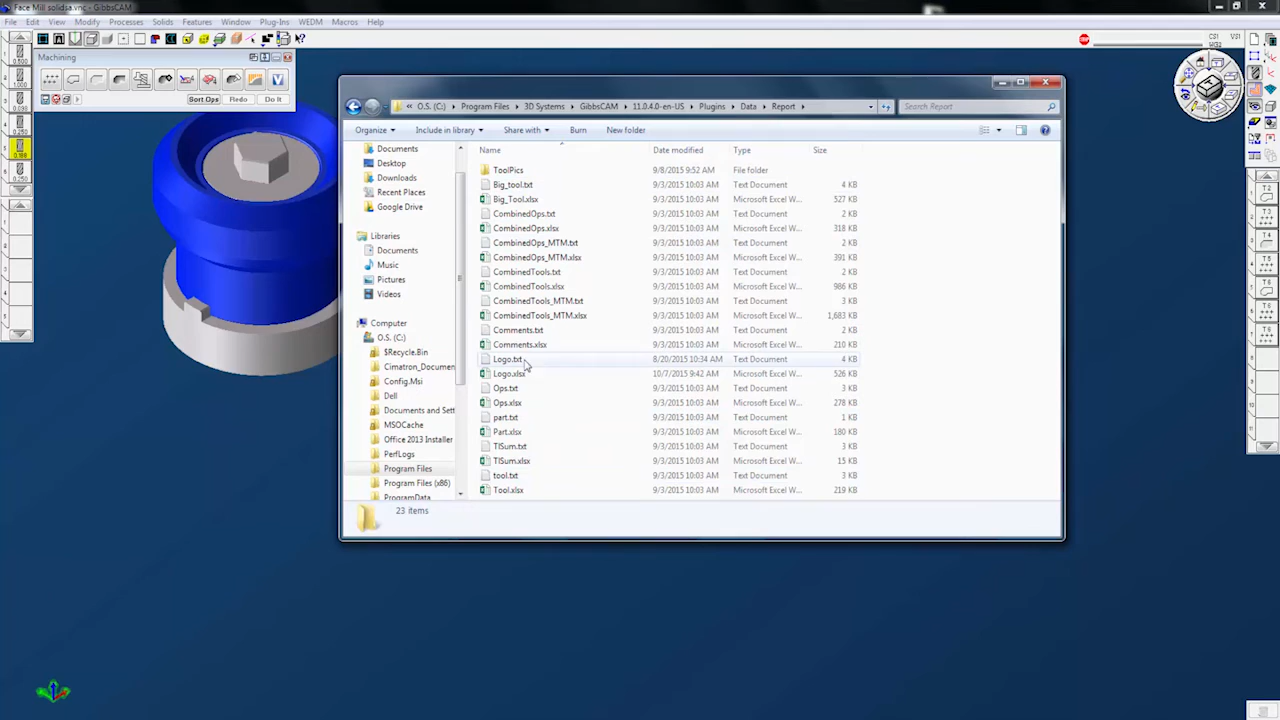 Face Mill solidsa.vnc - GibbsCAM
File Edit View Modify Processes Solids Features Window Plug-Ins WEDM Macros Help
CS1 VS1
Machining
Sort Ops Redo Do It
« O.S. (C:) Program Files 3D Systems GibbsCAM 11.0.4.0-en-US Plugins Data Report
Search Report
Organize Include in library Share with Burn New folder
Name Date modified Type Size
Documents
Desktop
Downloads
Recent Places
Google Drive
Libraries
Documents
Music
Pictures
Videos
Computer
O.S. (C:)
$Recycle.Bin
Cimatron_Documen
Config.Msi
Dell
Documents and Sett
MSOCache
Office 2013 Installer
PerfLogs
Program Files
Program Files (x86)
ProgramData
ToolPics 9/8/2015 9:52 AM File folder
Big_tool.txt 9/3/2015 10:03 AM Text Document 4 KB
Big_Tool.xlsx 9/3/2015 10:03 AM Microsoft Excel W... 527 KB
CombinedOps.txt 9/3/2015 10:03 AM Text Document 2 KB
CombinedOps.xlsx 9/3/2015 10:03 AM Microsoft Excel W... 318 KB
CombinedOps_MTM.txt 9/3/2015 10:03 AM Text Document 2 KB
CombinedOps_MTM.xlsx 9/3/2015 10:03 AM Microsoft Excel W... 391 KB
CombinedTools.txt 9/3/2015 10:03 AM Text Document 2 KB
CombinedTools.xlsx 9/3/2015 10:03 AM Microsoft Excel W... 986 KB
CombinedTools_MTM.txt 9/3/2015 10:03 AM Text Document 3 KB
CombinedTools_MTM.xlsx 9/3/2015 10:03 AM Microsoft Excel W... 1,683 KB
Comments.txt 9/3/2015 10:03 AM Text Document 2 KB
Comments.xlsx 9/3/2015 10:03 AM Microsoft Excel W... 210 KB
Logo.txt 8/20/2015 10:34 AM Text Document 4 KB
Logo.xlsx 10/7/2015 9:42 AM Microsoft Excel W... 526 KB
Ops.txt 9/3/2015 10:03 AM Text Document 3 KB
Ops.xlsx 9/3/2015 10:03 AM Microsoft Excel W... 278 KB
part.txt 9/3/2015 10:03 AM Text Document 1 KB
Part.xlsx 9/3/2015 10:03 AM Microsoft Excel W... 180 KB
TlSum.txt 9/3/2015 10:03 AM Text Document 3 KB
TlSum.xlsx 9/3/2015 10:03 AM Microsoft Excel W... 15 KB
tool.txt 9/3/2015 10:03 AM Text Document 3 KB
Tool.xlsx 9/3/2015 10:03 AM Microsoft Excel W... 219 KB
23 items